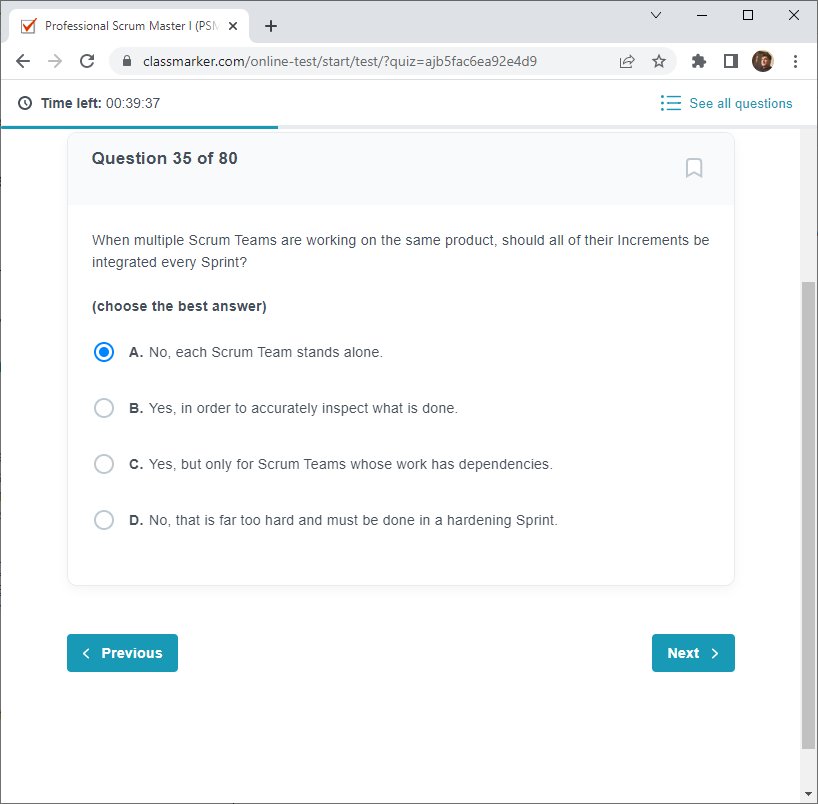 Professional Scrum Master I (PSM
classmarker.com/online-test/start/test/?quiz=ajb5fac6ea92e4d9
Time left: 00:39:37
See all questions
Question 35 of 80
When multiple Scrum Teams are working on the same product, should all of their Increments be
integrated every Sprint?
(choose the best answer)
A. No, each Scrum Team stands alone.
B. Yes, in order to accurately inspect what is done.
C. Yes, but only for Scrum Teams whose work has dependencies.
D. No, that is far too hard and must be done in a hardening Sprint.
Previous
Next